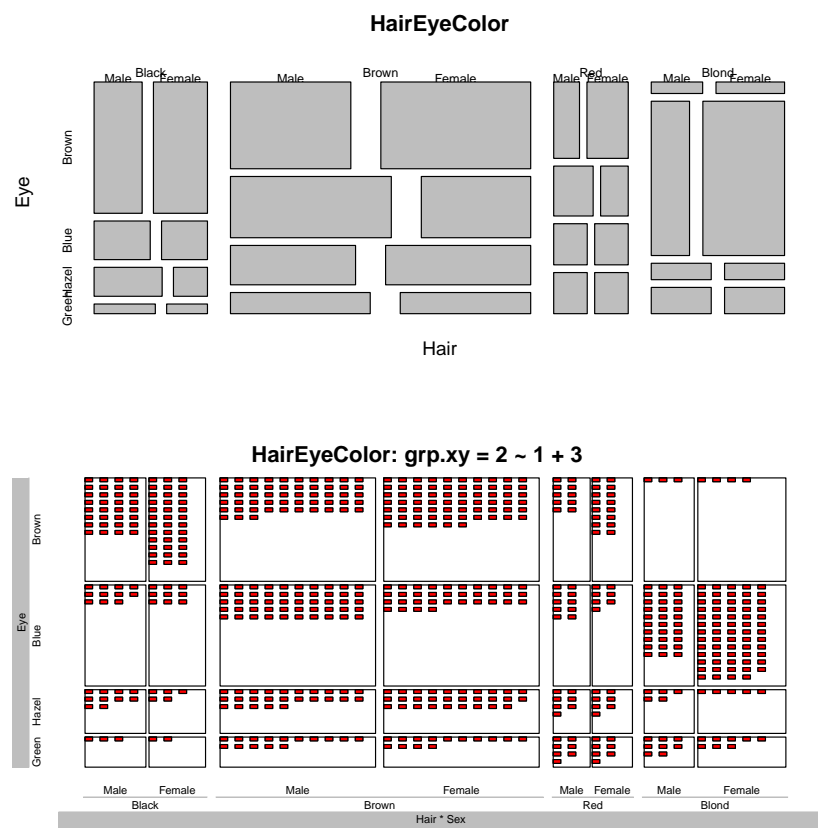 HairEyeColor
Black Brown Red Blond
Male Female Male Female Male Female Male Female
Eye
Brown
Blue
Hazel
Green
Hair
HairEyeColor: grp.xy = 2 ~ 1 + 3
Eye
Brown
Blue
Hazel
Green
Male Female Male Female Male Female Male Female
Black Brown Red Blond
Hair * Sex